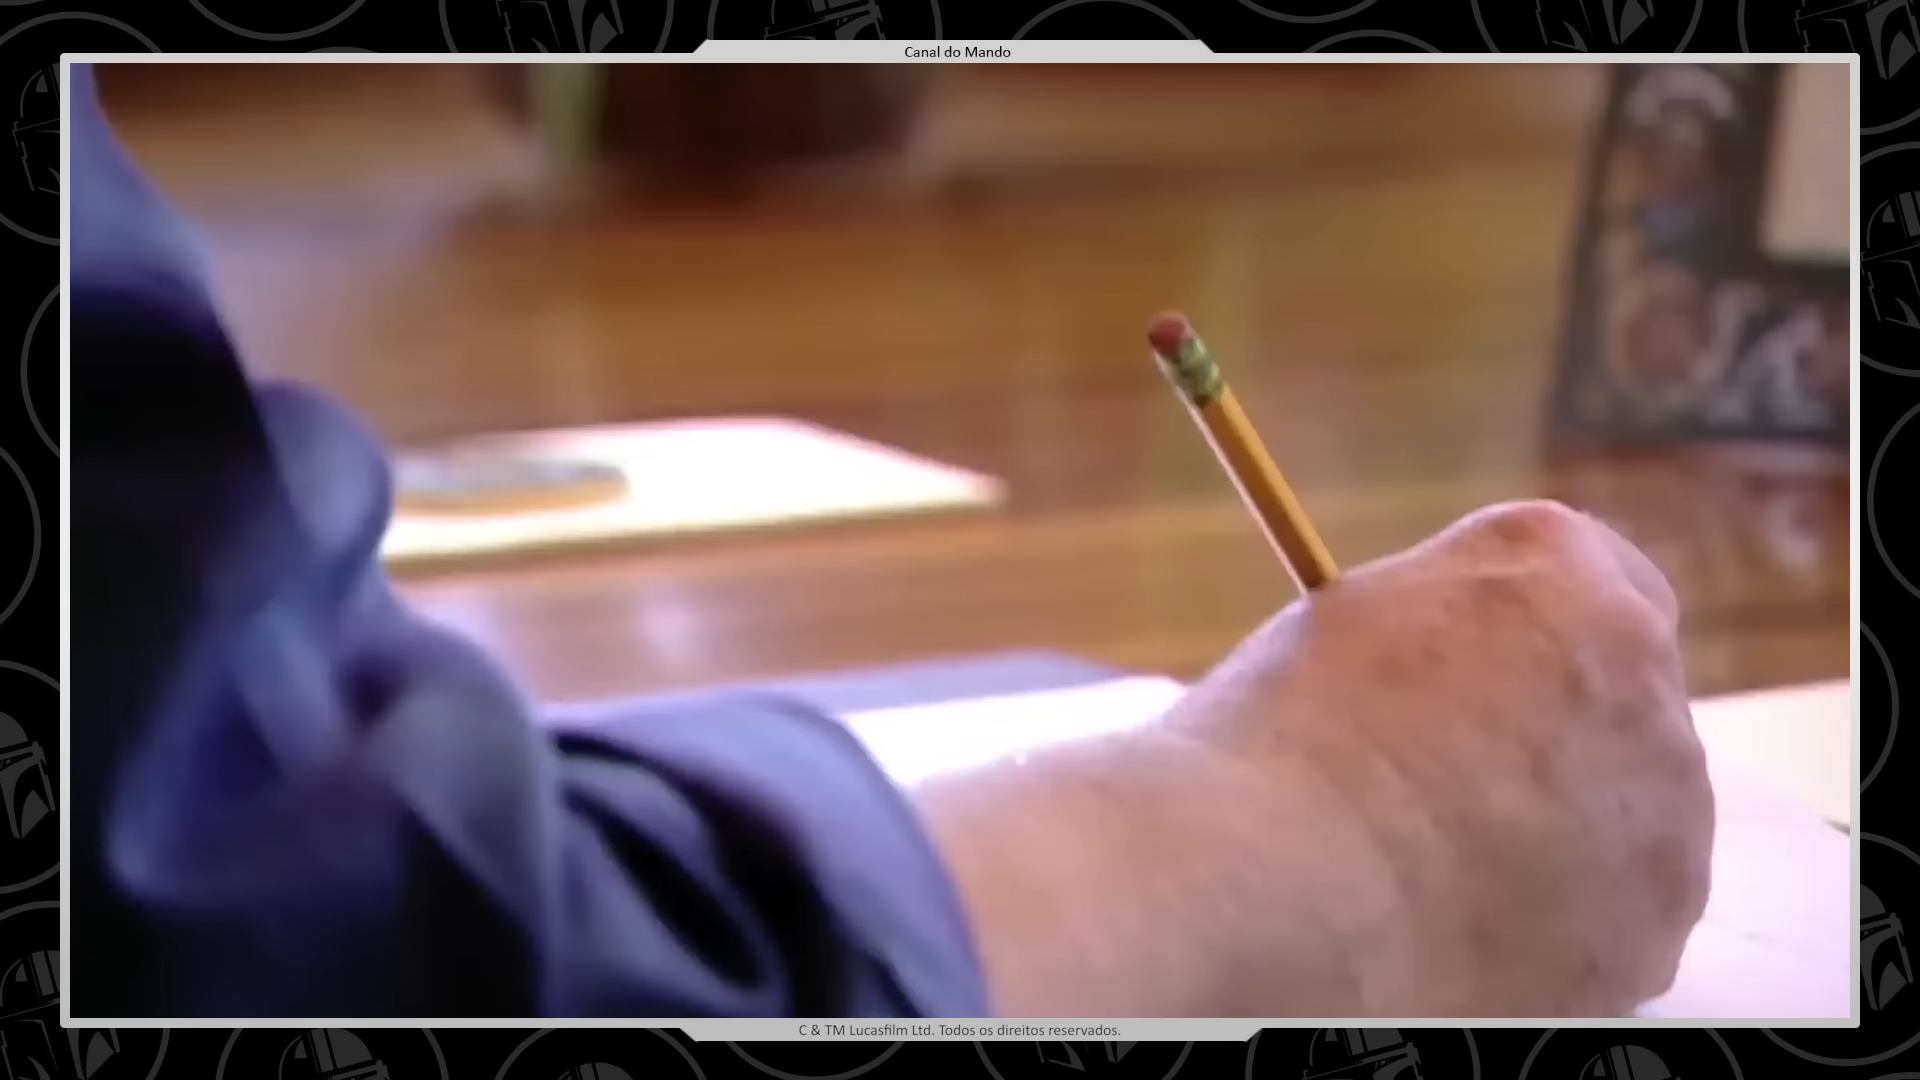 Canal do Mando
C & TM Lucasfilm Ltd. Todos os direitos reservados.